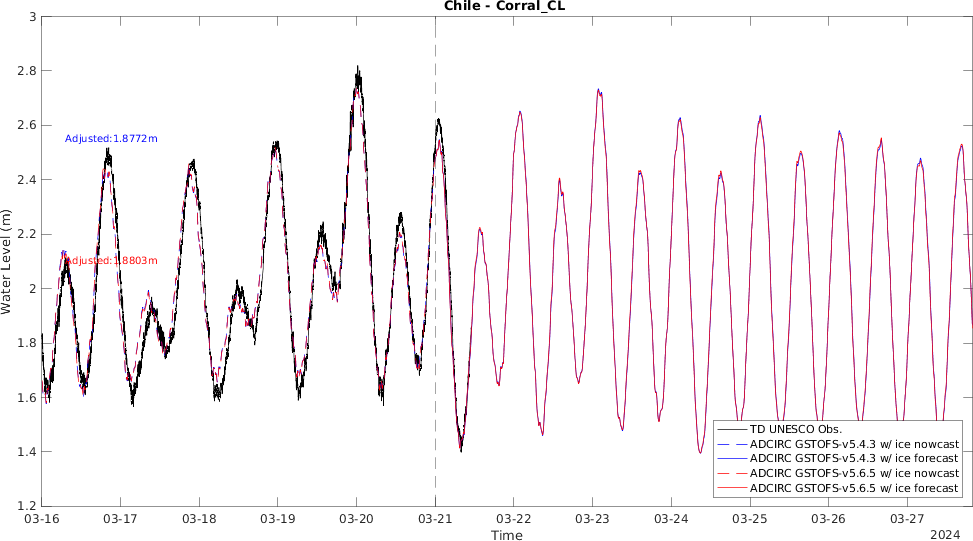 Chile - Corral_CL
Water Level (m)
3
2.8
2.6
2.4
2.2
2
1.8
1.6
1.4
1.2
Adjusted:1.8772m
Adjusted:1.8803m
TD UNESCO Obs.
ADCIRC GSTOFS-v5.4.3 w/ ice nowcast
ADCIRC GSTOFS-v5.4.3 w/ ice forecast
ADCIRC GSTOFS-v5.6.5 w/ ice nowcast
ADCIRC GSTOFS-v5.6.5 w/ ice forecast
03-16 03-17 03-18 03-19 03-20 03-21 03-22 03-23 03-24 03-25 03-26 03-27
Time
2024